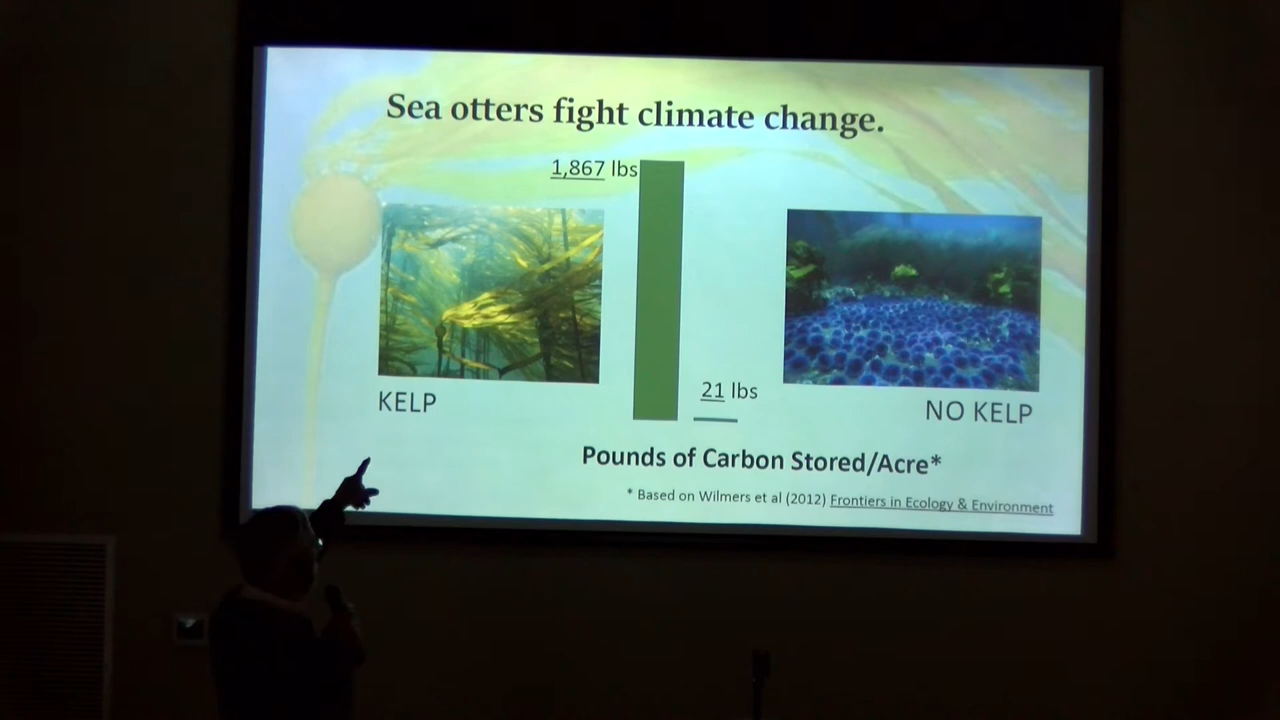 Sea otters fight climate change.
1,867 lbs
21 lbs
KELP
NO KELP
Pounds of Carbon Stored/Acre*
* Based on Wilmers et al (2012) Frontiers in Ecology & Environment